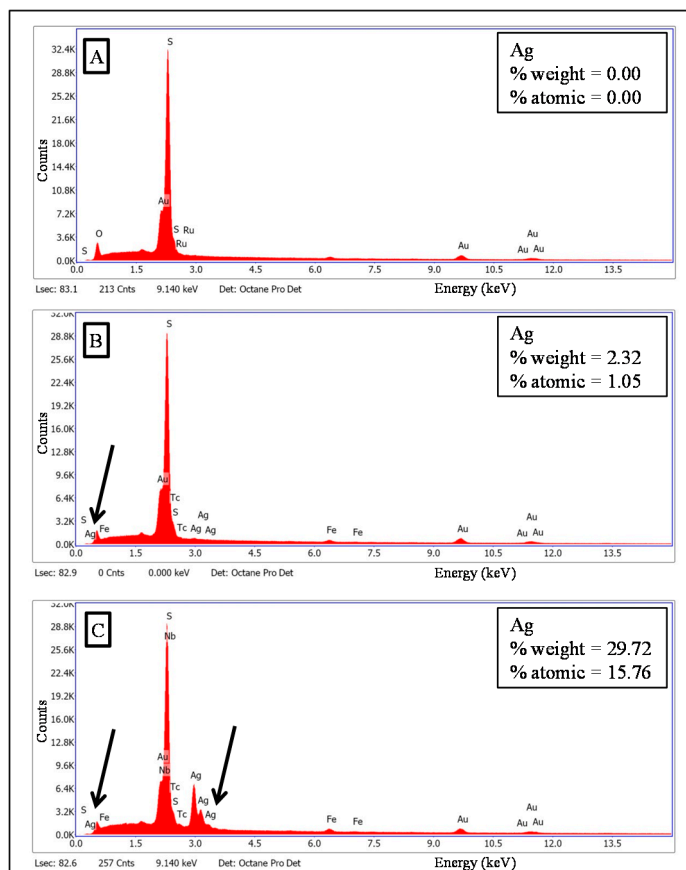 A
Ag
% weight = 0.00
% atomic = 0.00
Counts
32.4K
28.8K
25.2K
21.6K
18.0K
14.4K
10.8K
7.2K
3.6K
0.0K
S
O
Au
S
S Ru
Ru
Au
Au
Au Au
0.0 1.5 3.0 4.5 6.0 7.5 9.0 10.5 12.0 13.5
Lsec: 83.1 213 Cnts 9.140 keV Det: Octane Pro Det
Energy (keV)
B
Ag
% weight = 2.32
% atomic = 1.05
Counts
32.0K
28.8K
25.6K
22.4K
19.2K
16.0K
12.8K
9.6K
6.4K
3.2K
0.0K
S
S
Ag Fe
Au
Tc
S
Tc
Ag
Ag Ag
Fe Fe
Au
Au
Au Au
0.0 1.5 3.0 4.5 6.0 7.5 9.0 10.5 12.0 13.5
Lsec: 82.9 0 Cnts 0.000 keV Det: Octane Pro Det
Energy (keV)
C
Ag
% weight = 29.72
% atomic = 15.76
Counts
32.0K
28.8K
25.6K
22.4K
19.2K
16.0K
12.8K
9.6K
6.4K
3.2K
0.0K
S
Nb
S
Ag Fe
Au
Nb
Tc
S
Tc
Ag
Ag
Ag
Fe Fe
Au
Au
Au Au
0.0 1.5 3.0 4.5 6.0 7.5 9.0 10.5 12.0 13.5
Lsec: 82.6 257 Cnts 9.140 keV Det: Octane Pro Det
Energy (keV)